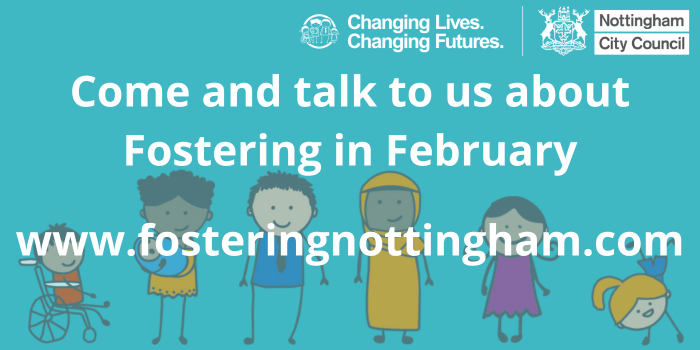 Changing Lives.
Changing Futures.
Nottingham
City Council
Come and talk to us about
Fostering in February
www.fosteringnottingham.com